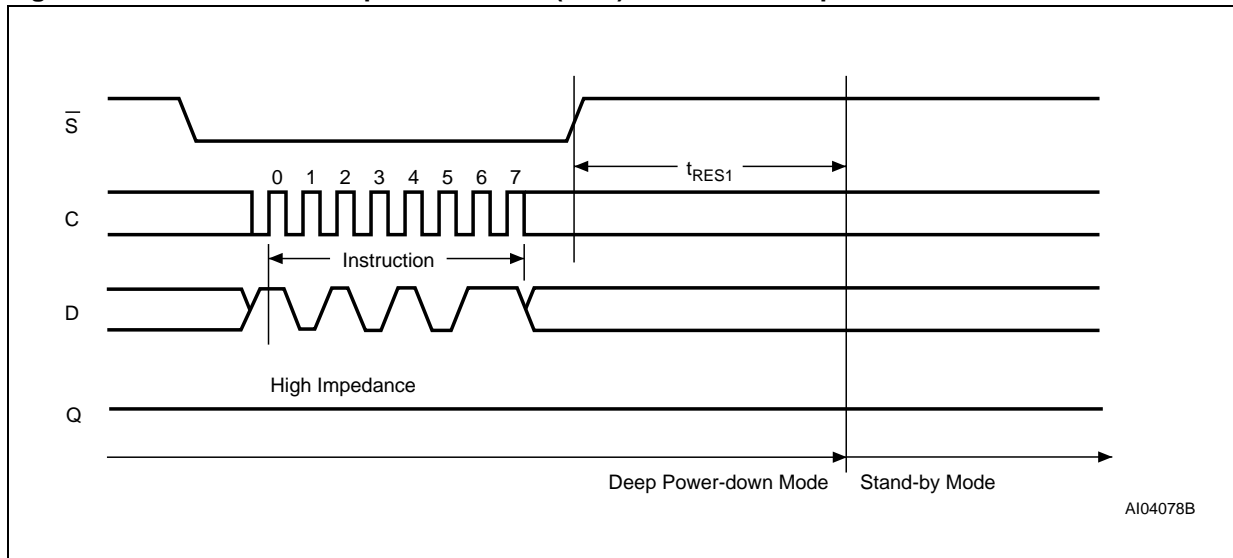 S
tRES1
0 1 2 3 4 5 6 7
C
Instruction
D
High Impedance
Q
Deep Power-down Mode Stand-by Mode
AI04078B